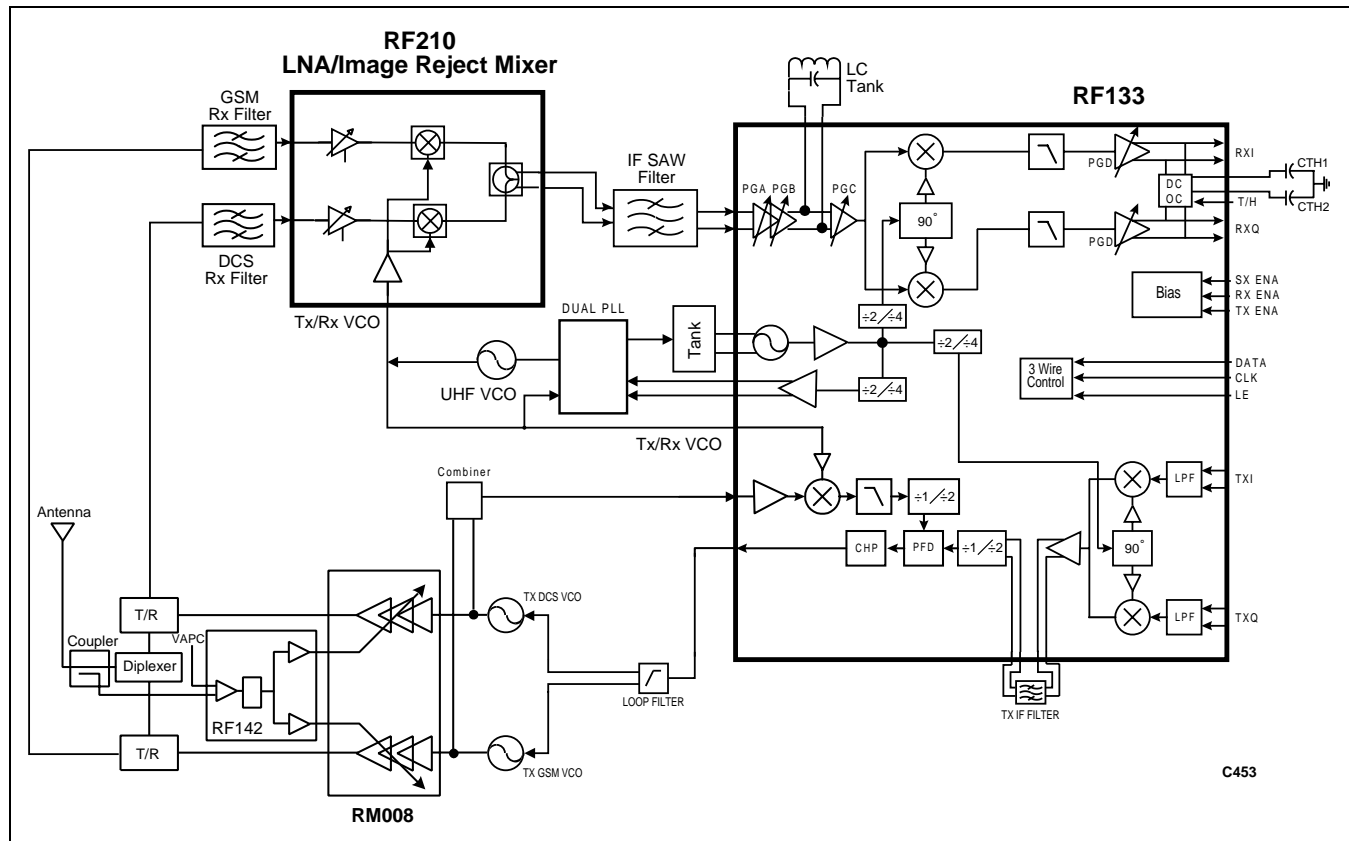 RF210
LNA/Image Reject Mixer
GSM
Rx Filter
DCS
Rx Filter
Tx/Rx VCO
IF SAW
Filter
LC
Tank
RF133
PGA
PGB
PGC
90°
PGD
PGD
DC
OC
RXI
CTH1
CTH2
T/H
RXQ
Bias
SX ENA
RX ENA
TX ENA
3 Wire
Control
DATA
CLK
LE
÷2/÷4
÷2/÷4
÷2/÷4
DUAL PLL
Tank
UHF VCO
Tx/Rx VCO
Combiner
÷1/÷2
CHP
PFD
÷1/÷2
90°
LPF
TXI
LPF
TXQ
TX IF FILTER
Antenna
T/R
Coupler
VAPC
Diplexer
RF142
T/R
TX DCS VCO
TX GSM VCO
LOOP FILTER
RM008
C453